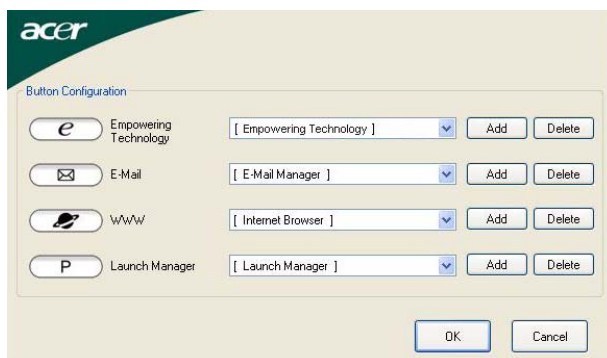 acer
Button Configuration
e Empowering Technology [ Empowering Technology ] Add Delete
E-Mail [ E-Mail Manager ] Add Delete
WWW [ Internet Browser ] Add Delete
P Launch Manager [ Launch Manager ] Add Delete
OK Cancel